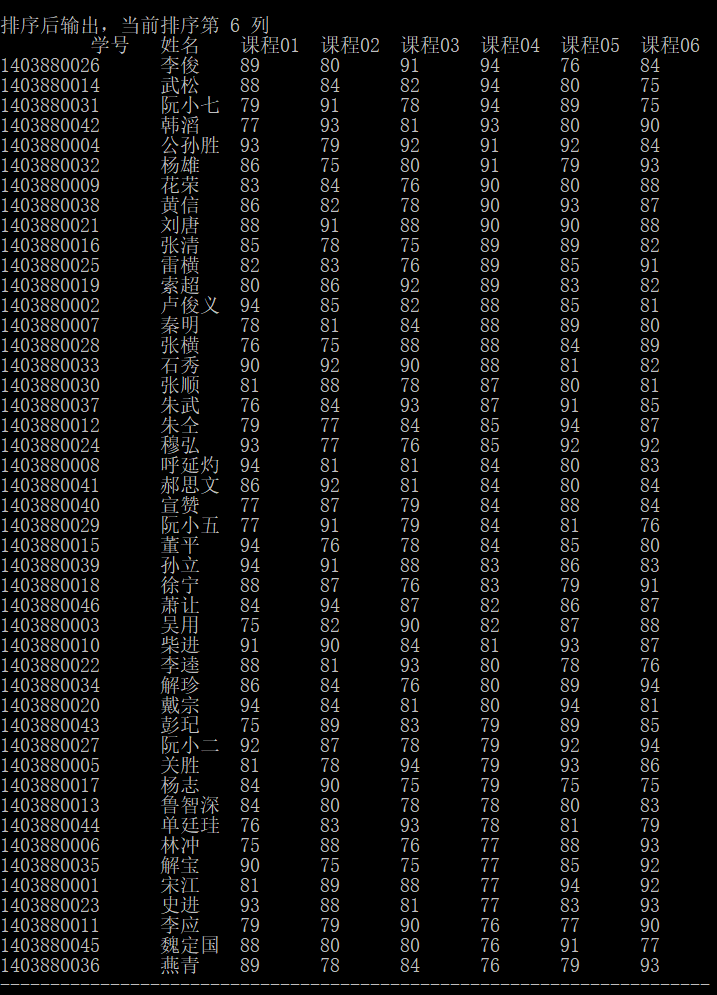 排序后输出，当前排序第 6 列
学号 姓名 课程01 课程02 课程03 课程04 课程05 课程06
1403880026 李俊 89 80 91 94 76 84
1403880014 武松 88 84 82 94 80 75
1403880031 阮小七 79 91 78 94 89 75
1403880042 韩滔 77 93 81 93 80 90
1403880004 公孙胜 93 79 92 91 92 84
1403880032 杨雄 86 75 80 91 79 93
1403880009 花荣 83 84 76 90 80 88
1403880038 黄信 86 82 78 90 93 87
1403880021 刘唐 88 91 88 90 90 88
1403880016 张清 85 78 75 89 89 82
1403880025 雷横 82 83 76 89 85 91
1403880019 索超 80 86 92 89 83 82
1403880002 卢俊义 94 85 82 88 85 81
1403880007 秦明 78 81 84 88 89 80
1403880028 张横 76 75 88 88 84 89
1403880033 石秀 90 92 90 88 81 82
1403880030 张顺 81 88 78 87 80 81
1403880037 朱武 76 84 93 87 91 85
1403880012 朱仝 79 77 84 85 94 87
1403880024 穆弘 93 77 76 85 92 92
1403880008 呼延灼 94 81 81 84 80 83
1403880041 郝思文 86 92 81 84 80 84
1403880040 宣赞 77 87 79 84 88 84
1403880029 阮小五 77 91 79 84 81 76
1403880015 董平 94 76 78 84 85 80
1403880039 孙立 94 91 88 83 86 83
1403880018 徐宁 88 87 76 83 79 91
1403880046 萧让 84 94 87 82 86 87
1403880003 吴用 75 82 90 82 87 88
1403880010 柴进 91 90 84 81 93 87
1403880022 李逵 88 81 93 80 78 76
1403880034 解珍 86 84 76 80 89 94
1403880020 戴宗 94 84 81 80 94 81
1403880043 彭玘 75 89 83 79 89 85
1403880027 阮小二 92 87 78 79 92 94
1403880005 关胜 81 78 94 79 93 86
1403880017 杨志 84 90 75 79 75 75
1403880013 鲁智深 84 80 78 78 80 83
1403880044 单廷珪 76 83 93 78 81 79
1403880006 林冲 75 88 76 77 88 93
1403880035 解宝 90 75 75 77 85 92
1403880001 宋江 81 89 88 77 94 92
1403880023 史进 93 88 81 77 83 93
1403880011 李应 79 79 90 76 77 90
1403880045 魏定国 88 80 80 76 91 77
1403880036 燕青 89 78 84 76 79 93